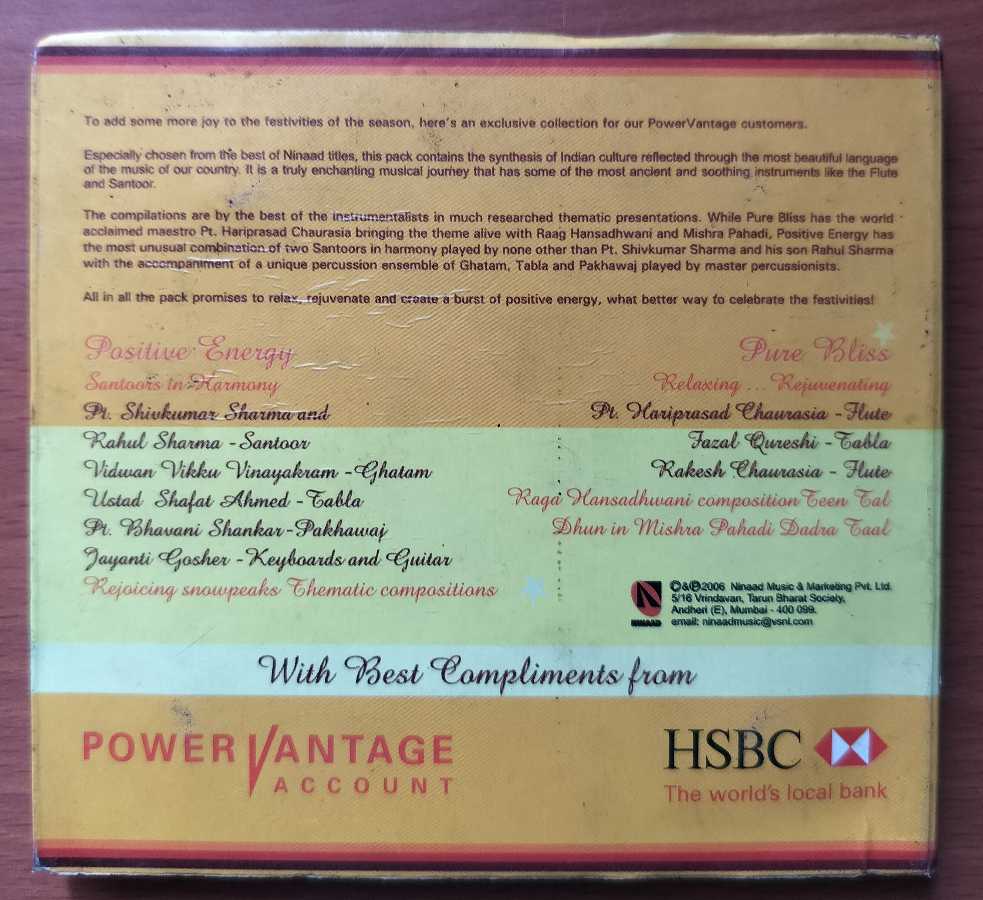 To add some more joy to the festivities of the season, here's an exclusive collection for our PowerVantage customers.
Especially chosen from the best of Ninaad titles, this pack contains the synthesis of Indian culture reflected through the most beautiful language
of the music of our country. It is a truly enchanting musical journey that has some of the most ancient and soothing instruments like the Flute
and Santoor.
The compilations are by the best of the instrumentalists in much researched thematic presentations. While Pure Bliss has the world
acclaimed maestro Pt. Hariprasad Chaurasia bringing the theme alive with Raag Hansadhwani and Mishra Pahadi, Positive Energy has
the most unusual combination of two Santoors in harmony played by none other than Pt. Shivkumar Sharma and his son Rahul Sharma
with the accompaniment of a unique percussion ensemble of Ghatam, Tabla and Pakhawaj played by master percussionists.
All in all the pack promises to relax, rejuvenate and create a burst of positive energy, what better way to celebrate the festivities!
Positive Energy
Santoors in Harmony
Pt. Shivkumar Sharma and
Rahul Sharma - Santoor
Vidwan Vikku Vinayakram - Ghatam
Ustad Shafat Ahmed - Tabla
Pt. Bhavani Shankar - Pakhawaj
Jayanti Gosher - Keyboards and Guitar
Rejoicing snowpeaks Thematic compositions
Pure Bliss
Relaxing ... Rejuvenating
Pt. Hariprasad Chaurasia - Flute
Fazal Qureshi - Tabla
Rakesh Chaurasia - Flute
Raga Hansadhwani composition Teen Tal
Dhun in Mishra Pahadi Dadra Taal
NINAAD
©&℗2006 Ninaad Music & Marketing Pvt. Ltd.
5/16 Vrindavan, Tarun Bharat Society,
Andheri (E), Mumbai - 400 099.
email: ninaadmusic@vsnl.com
With Best Compliments from
POWERVANTAGE
ACCOUNT
HSBC
The world's local bank